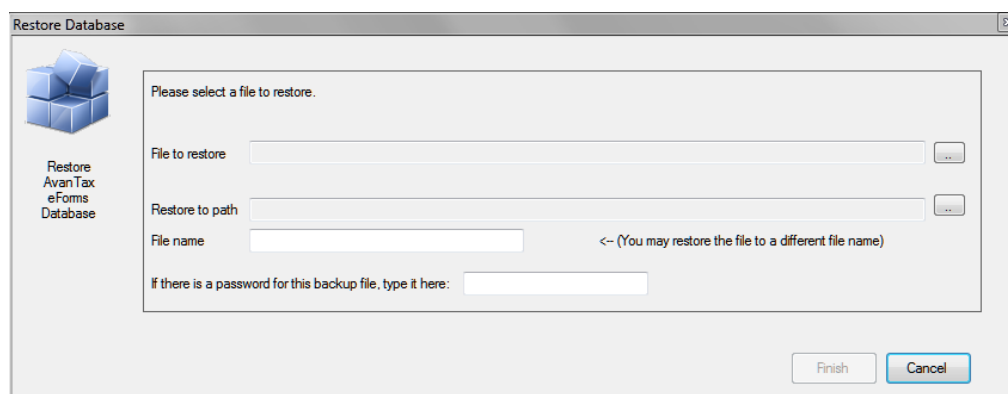 Restore Database
Please select a file to restore.
File to restore
..
Restore
AvanTax
eForms
Database
Restore to path
..
File name
<-- (You may restore the file to a different file name)
If there is a password for this backup file, type it here:
Finish
Cancel